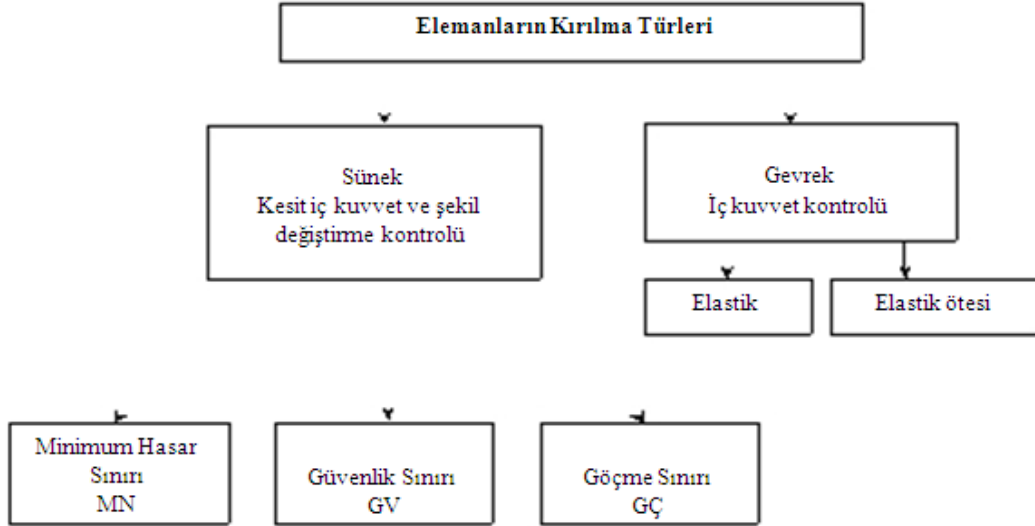 Elemanların Kırılma Türleri
Sünek
Kesit iç kuvvet ve şekil
değiştirme kontrolü
Gevrek
İç kuvvet kontrolü
Elastik
Elastik ötesi
Minimum Hasar
Sınırı
MN
Güvenlik Sınırı
GV
Göçme Sınırı
GÇ